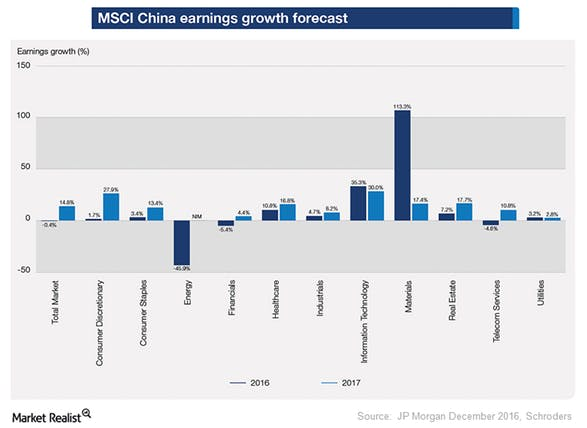 MSCI China earnings growth forecast
Earnings growth (%)
150
100
50
0
-50
-0.4%
14.8%
1.7%
27.9%
3.4%
13.4%
-45.9%
NM
-5.4%
4.4%
10.8%
16.8%
4.7%
8.2%
35.3%
30.0%
113.3%
17.4%
7.2%
17.7%
-4.6%
10.8%
3.2%
2.8%
Total Market
Consumer Discretionary
Consumer Staples
Energy
Financials
Healthcare
Industrials
Information Technology
Materials
Real Estate
Telecom Services
Utilities
2016
2017
Market Realist
Source: JP Morgan December 2016, Schroders